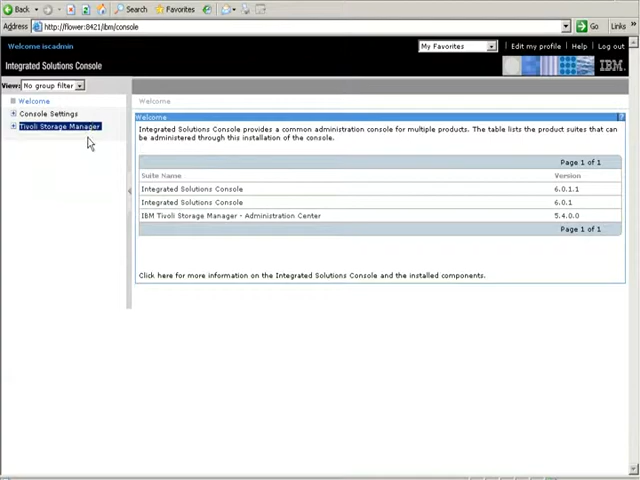 Back
Search
Favorites
Address
http://flower:8421/ibm/console
Go
Links
Welcome iscadmin
My Favorites
Edit my profile
Help
Log out
Integrated Solutions Console
IBM.
View: No group filter
Welcome
Console Settings
Tivoli Storage Manager
Welcome
Welcome
?
Integrated Solutions Console provides a common administration console for multiple products. The table lists the product suites that can
be administered through this installation of the console.
Page 1 of 1
Suite Name
Version
Integrated Solutions Console
6.0.1.1
Integrated Solutions Console
6.0.1
IBM Tivoli Storage Manager - Administration Center
5.4.0.0
Page 1 of 1
Click here for more information on the Integrated Solutions Console and the installed components.